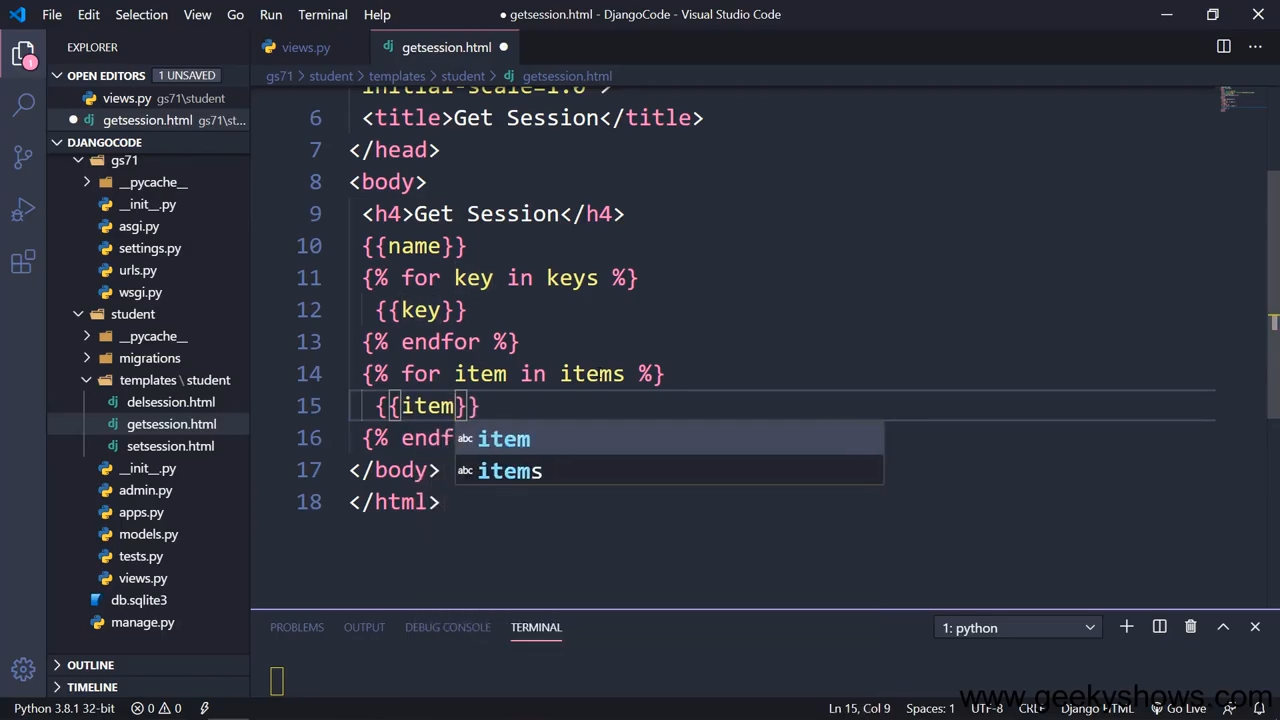 File Edit Selection View Go Run Terminal Help
● getsession.html - DjangoCode - Visual Studio Code
EXPLORER
views.py
getsession.html
OPEN EDITORS 1 UNSAVED
gs71 > student > templates > student > getsession.html
views.py gs71\student
getsession.html gs71\st...
DJANGOCODE
gs71
__pycache__
__init__.py
asgi.py
settings.py
urls.py
wsgi.py
student
__pycache__
migrations
templates \ student
delsession.html
getsession.html
setsession.html
__init__.py
admin.py
apps.py
models.py
tests.py
views.py
db.sqlite3
manage.py
OUTLINE
TIMELINE
1
initial-scale=1.0">
6 <title>Get Session</title>
7 </head>
8 <body>
9 <h4>Get Session</h4>
10 {{name}}
11 {% for key in keys %}
12 {{key}}
13 {% endfor %}
14 {% for item in items %}
15 {{item}}
16 {% endf
abc item
17 </body>
abc items
18 </html>
PROBLEMS OUTPUT DEBUG CONSOLE TERMINAL
1: python
www.geekyshows.com
Python 3.8.1 32-bit 0 0
Ln 15, Col 9 Spaces: 1 UTF-8 CRLF Django HTML Go Live